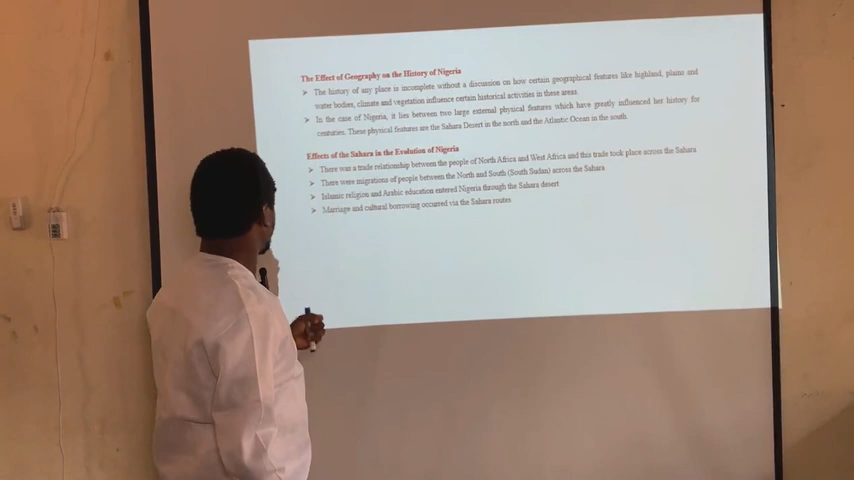 The Effect of Geography on the History of Nigeria
➢ The history of any place is incomplete without a discussion on how certain geographical features like highland, plains and
water bodies, climate and vegetation influence certain historical activities in these areas.
➢ In the case of Nigeria, it lies between two large external physical features which have greatly influenced her history for
centuries. These physical features are the Sahara Desert in the north and the Atlantic Ocean in the south.
Effects of the Sahara in the Evolution of Nigeria
➢ There was a trade relationship between the people of North Africa and West Africa and this trade took place across the Sahara
➢ There were migrations of people between the North and South (South Sudan) across the Sahara
➢ Islamic religion and Arabic education entered Nigeria through the Sahara desert
➢ Marriage and cultural borrowing occurred via the Sahara routes